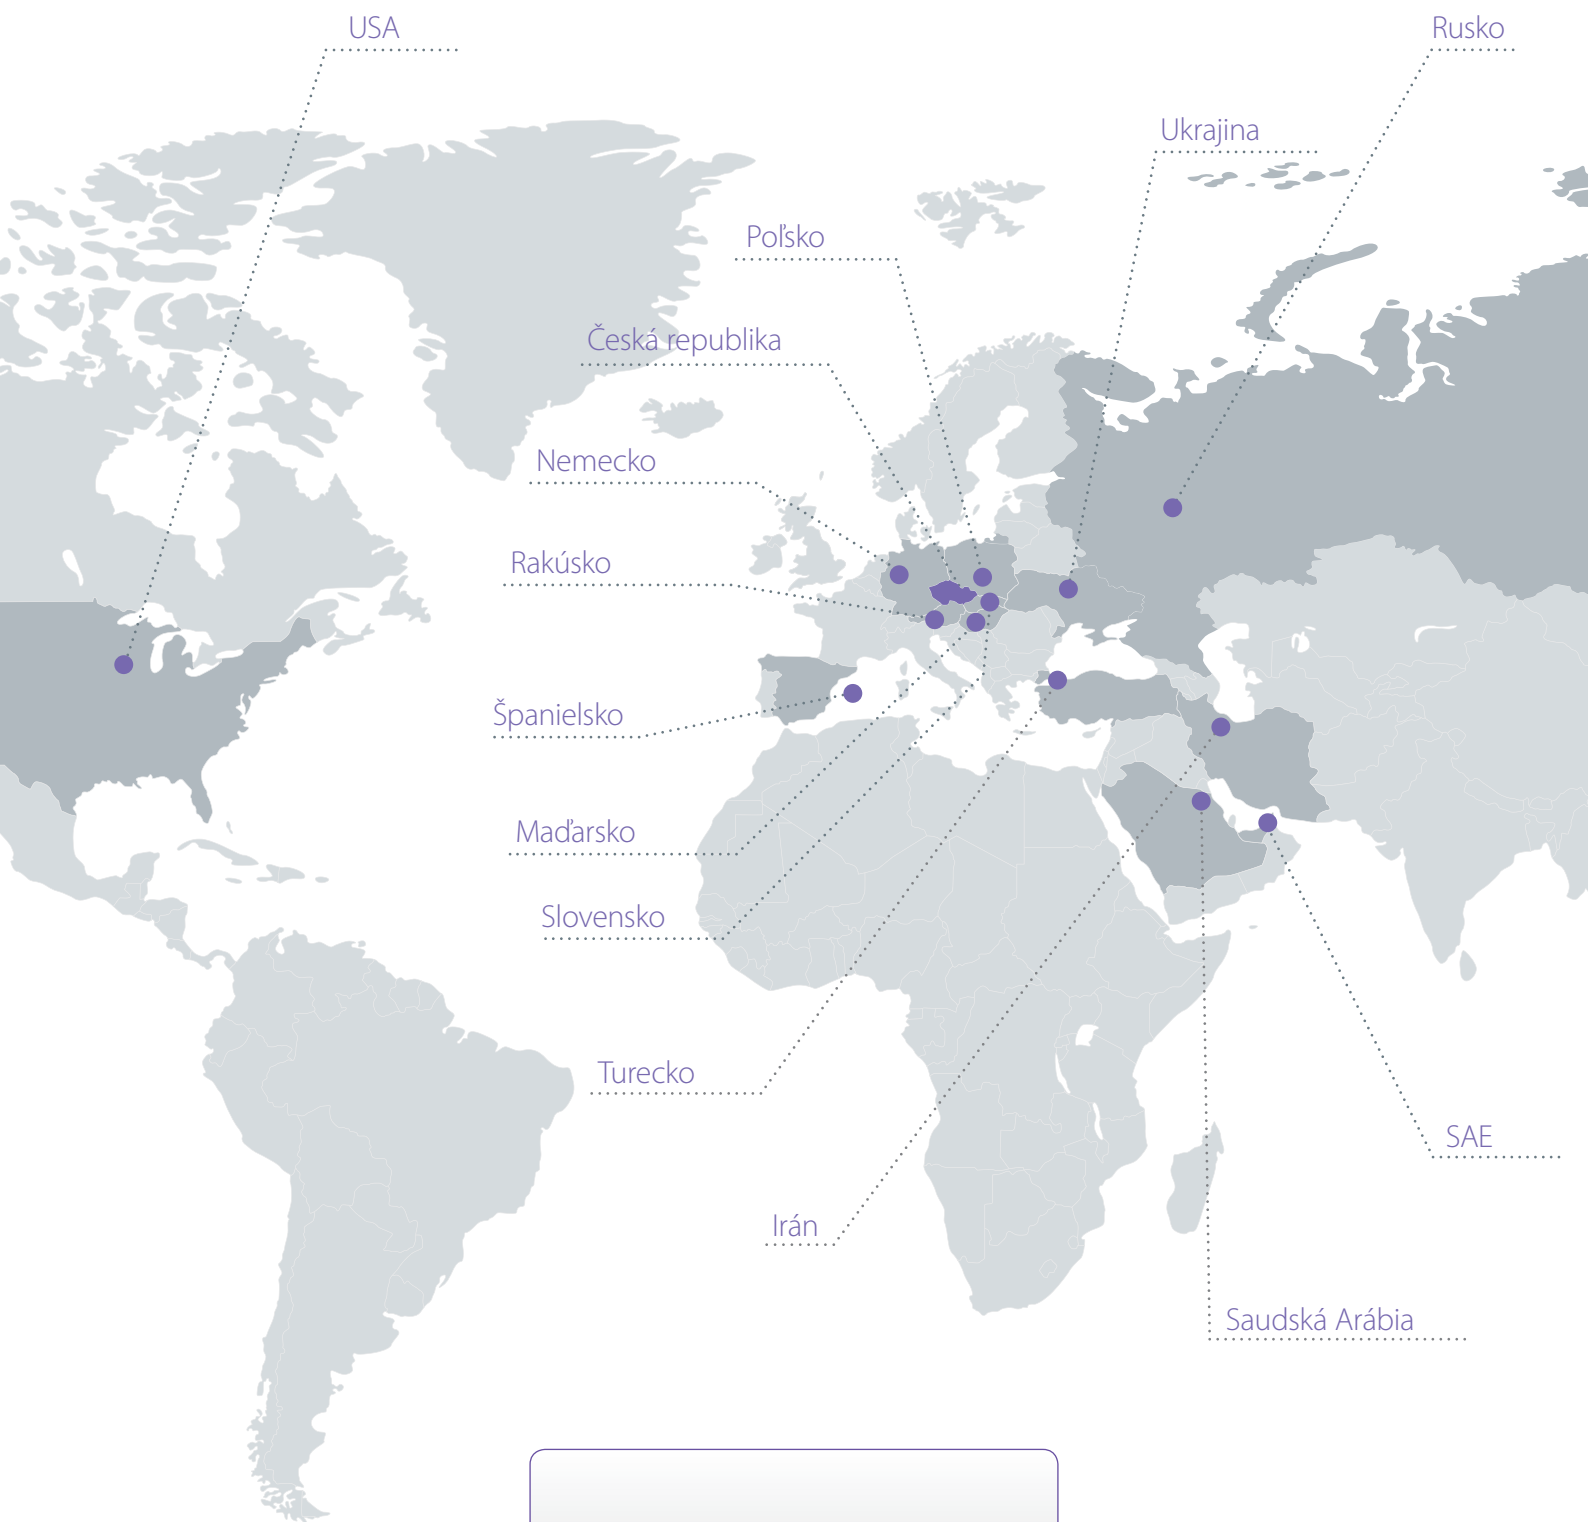 USA
Rusko
Ukrajina
Poľsko
Česká republika
Nemecko
Rakúsko
Španielsko
Maďarsko
Slovensko
Turecko
SAE
Irán
Saudská Arábia